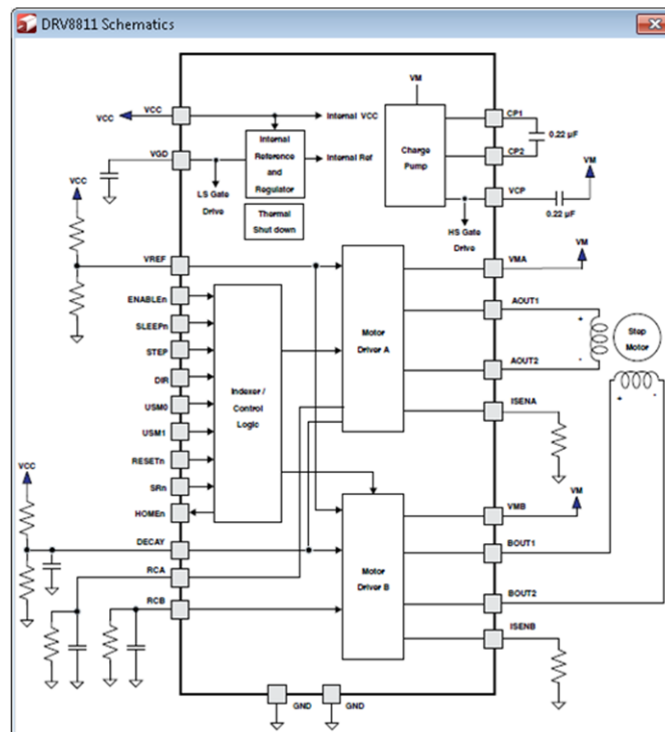 DRV8811 Schematics
VM
VCC
VCC
Internal VCC
CP1
0.22 µF
CP2
VM
Internal
Reference
and
Regulator
Internal Ref
Charge
Pump
VGD
VCC
LS Gate
Drive
Thermal
Shut down
VCP
0.22 µF
HS Gate
Drive
VM
VREF
VMA
ENABLEn
AOUT1
SLEEPn
STEP
DIR
USM0
USM1
RESETn
SRn
HOMEn
Indexer /
Control
Logic
Motor
Driver A
+
-
Step
Motor
AOUT2
+
-
ISENA
VCC
VM
VMB
DECAY
BOUT1
RCA
Motor
Driver B
RCB
BOUT2
ISENB
GND
GND